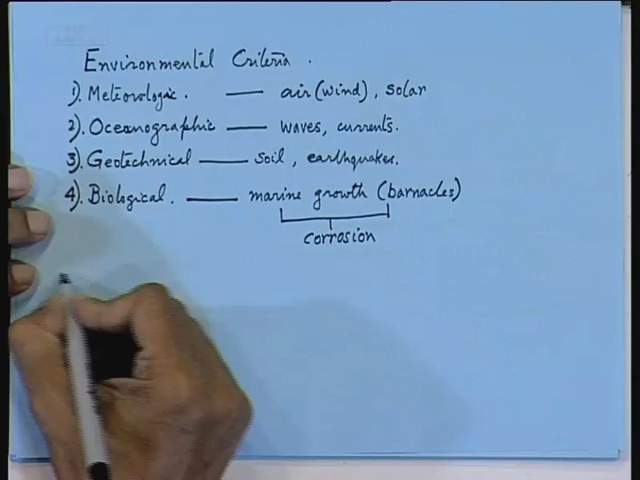 Environmental Criteria.
1). Meteorologic. — air (wind), solar
2). Oceanographic — waves, currents.
3). Geotechnical — soil, earthquakes.
4). Biological. — marine growth (barnacles)
corrosion